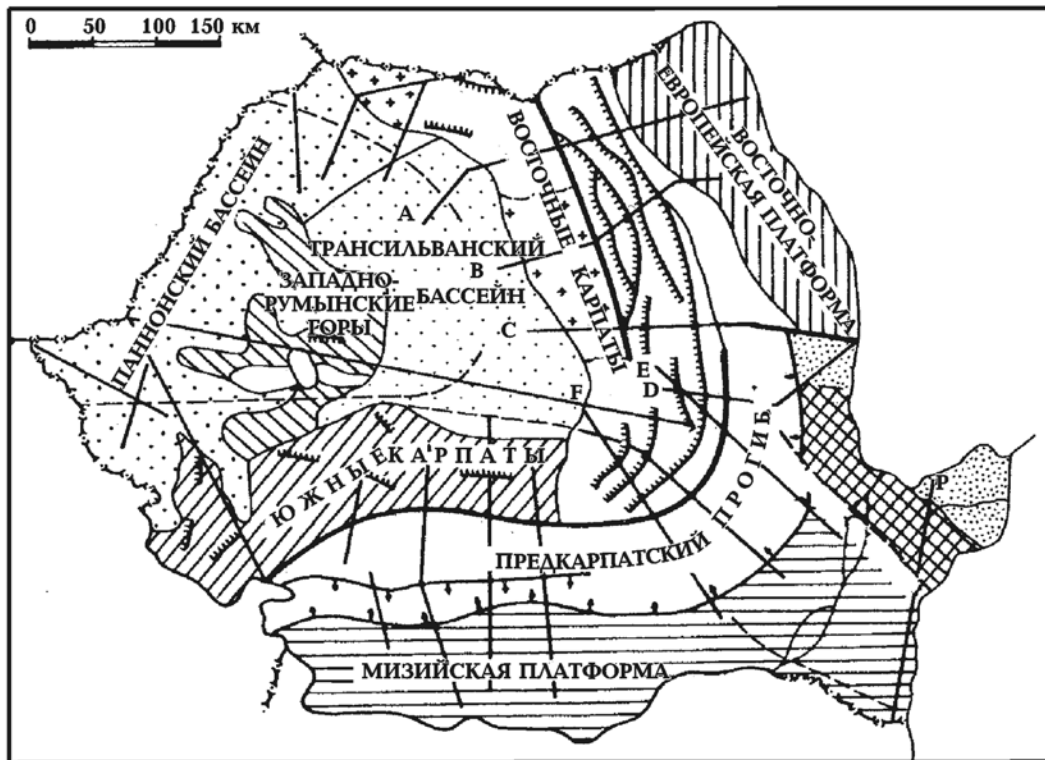 0 50 100 150 км
ВОСТОЧНО-
ЕВРОПЕЙСКАЯ ПЛАТФОРМА
ВОСТОЧНЫЕ КАРПАТЫ
ПАННОНСКИЙ БАССЕЙН
A
ТРАНСИЛЬВАНСКИЙ
B
БАССЕЙН
ЗАПАДНО-
РУМЫНСКИЕ
ГОРЫ
C
E
D
F
P
ЮЖНЫЕ КАРПАТЫ
ПРЕДКАРПАТСКИЙ ПРОГИБ
МИЗИЙСКАЯ ПЛАТФОРМА